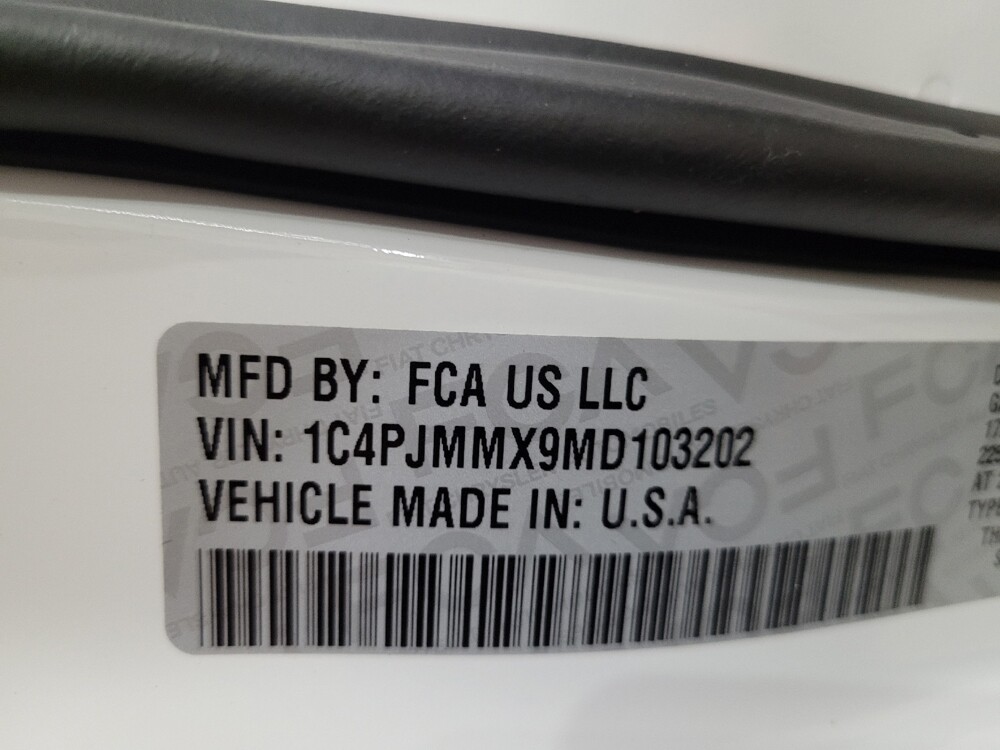 MFD BY: FCA US LLC
VIN: 1C4PJMMX9MD103202
VEHICLE MADE IN: U.S.A.